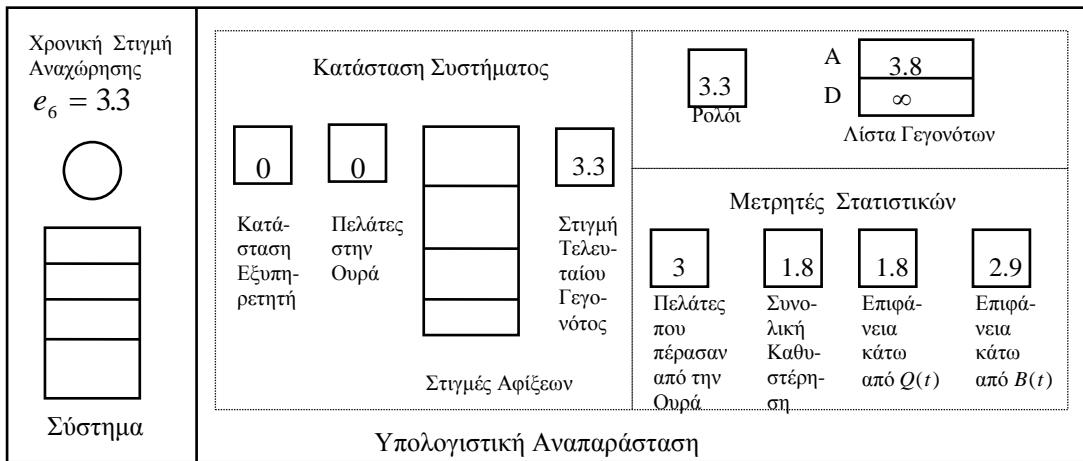 Χρονική Στιγμή
Αναχώρησης
e₆ = 3.3
Σύστημα
Κατάσταση Συστήματος
0
0
3.3
Κατά-
σταση
Εξυπη-
ρετητή
Πελάτες
στην
Ουρά
Στιγμή
Τελευ-
ταίου
Γεγο-
νότος
Στιγμές Αφίξεων
3.3
Ρολόι
Α 3.8
D ∞
Λίστα Γεγονότων
Μετρητές Στατιστικών
3
1.8
1.8
2.9
Πελάτες
που
πέρασαν
από την
Ουρά
Συνο-
λική
Καθυ-
στέρη-
ση
Επιφά-
νεια
κάτω
από Q(t)
Επιφά-
νεια
κάτω
από B(t)
Υπολογιστική Αναπαράσταση